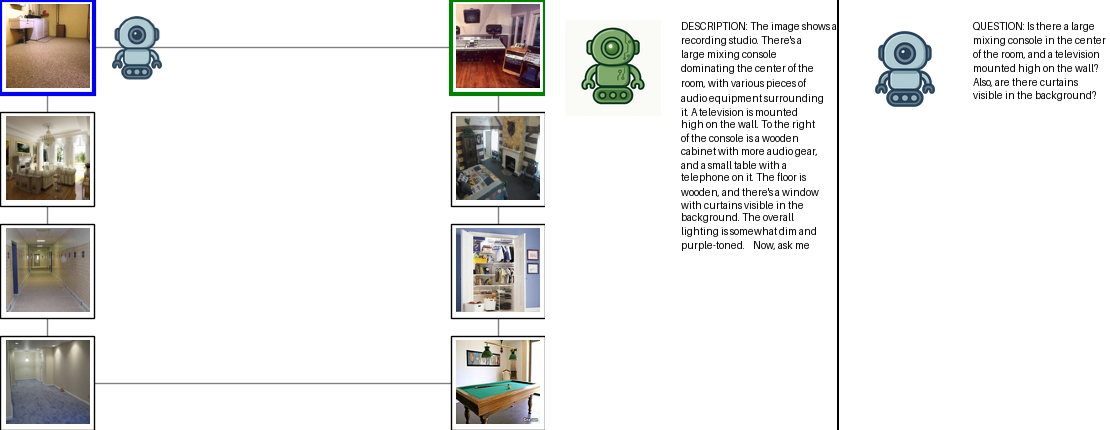 DESCRIPTION: The image shows a
recording studio. There's a
large mixing console
dominating the center of the
room, with various pieces of
audio equipment surrounding
it. A television is mounted
high on the wall. To the right
of the console is a wooden
cabinet with more audio gear,
and a small table with a
telephone on it. The floor is
wooden, and there's a window
with curtains visible in the
background. The overall
lighting is somewhat dim and
purple-toned. Now, ask me
QUESTION: Is there a large
mixing console in the center
of the room, and a television
mounted high on the wall?
Also, are there curtains
visible in the background?